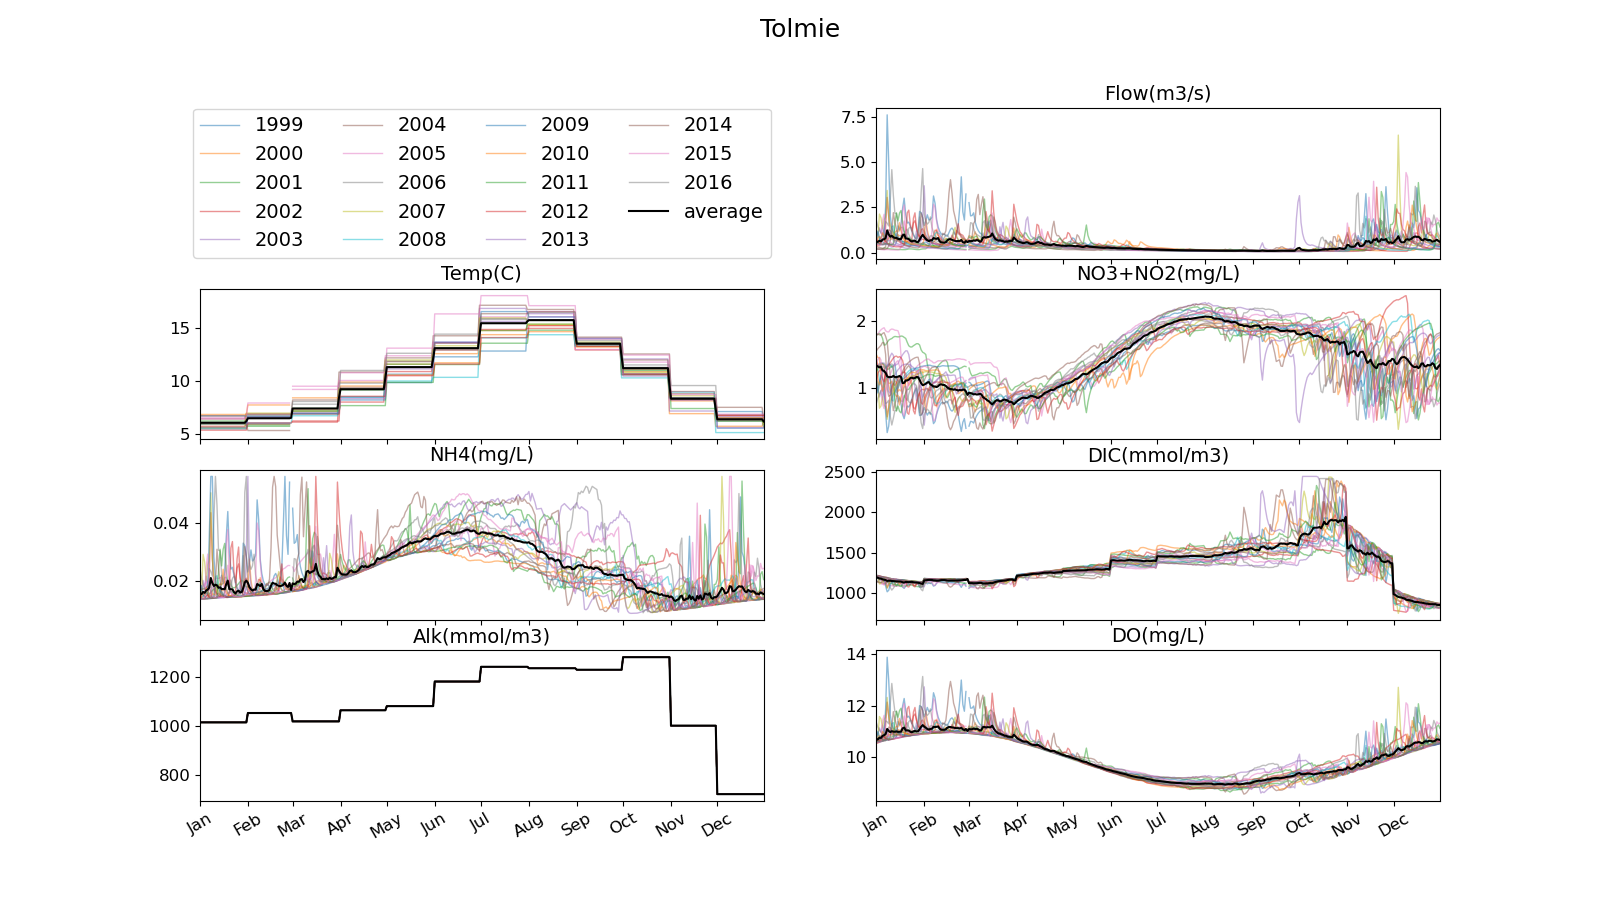 Tolmie
1999 2004 2009 2014
2000 2005 2010 2015
2001 2006 2011 2016
2002 2007 2012 average
2003 2008 2013
Flow(m3/s)
7.5
5.0
2.5
0.0
Temp(C)
15
10
5
NO3+NO2(mg/L)
2
1
NH4(mg/L)
0.04
0.02
DIC(mmol/m3)
2500
2000
1500
1000
Alk(mmol/m3)
1200
1000
800
Jan Feb Mar Apr May Jun Jul Aug Sep Oct Nov Dec
DO(mg/L)
14
12
10
Jan Feb Mar Apr May Jun Jul Aug Sep Oct Nov Dec